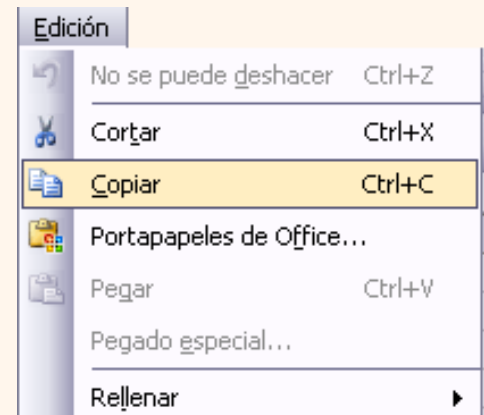 Edición
No se puede deshacer Ctrl+Z
Cortar Ctrl+X
Copiar Ctrl+C
Portapapeles de Office...
Pegar Ctrl+V
Pegado especial...
Rellenar